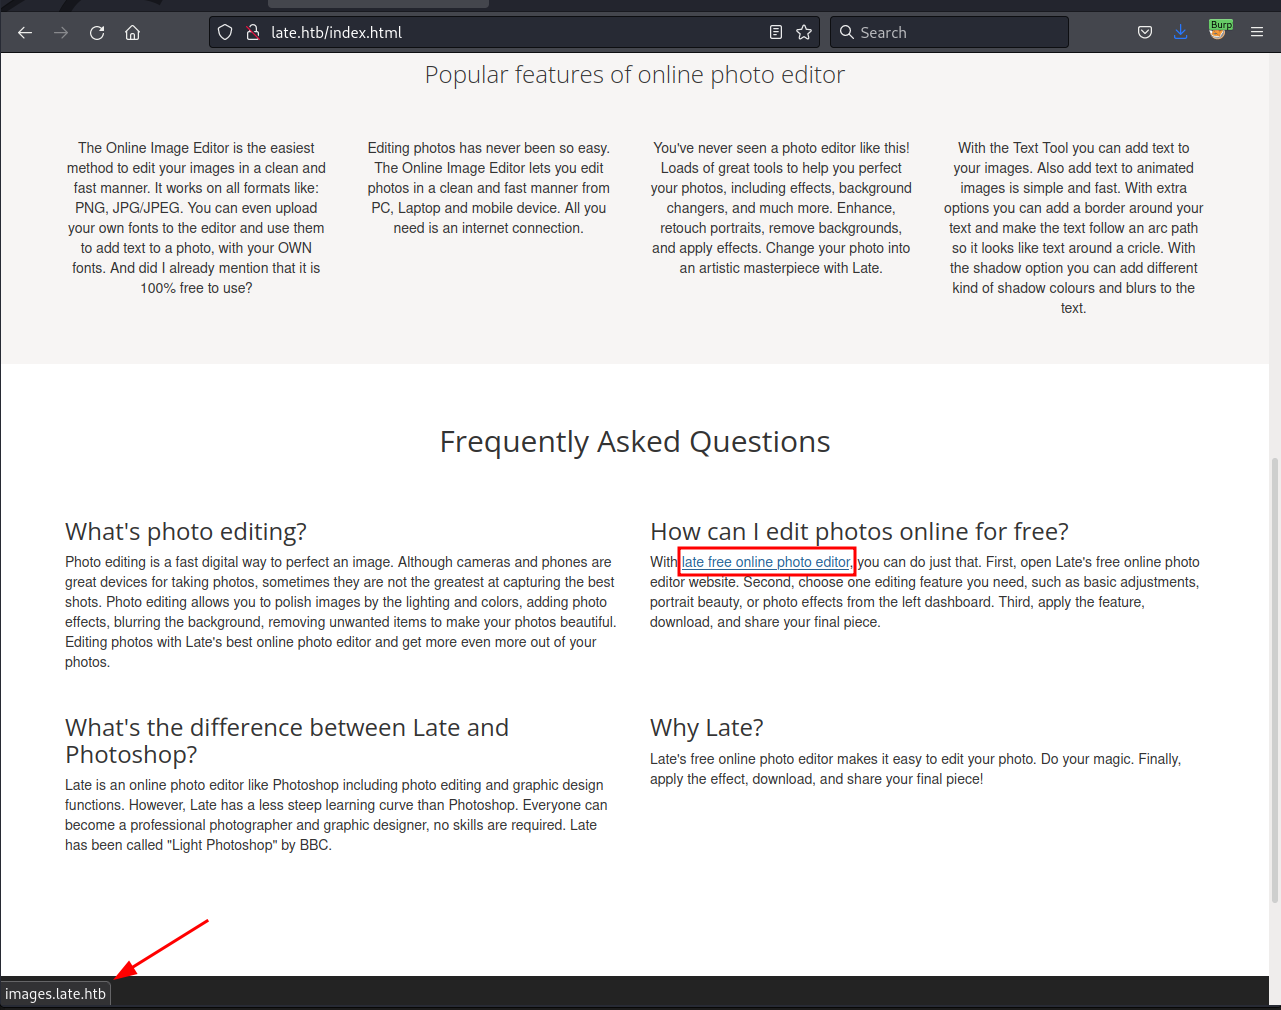 late.htb/index.html
Search
Burp
Popular features of online photo editor
The Online Image Editor is the easiest
method to edit your images in a clean and
fast manner. It works on all formats like:
PNG, JPG/JPEG. You can even upload
your own fonts to the editor and use them
to add text to a photo, with your OWN
fonts. And did I already mention that it is
100% free to use?
Editing photos has never been so easy.
The Online Image Editor lets you edit
photos in a clean and fast manner from
PC, Laptop and mobile device. All you
need is an internet connection.
You've never seen a photo editor like this!
Loads of great tools to help you perfect
your photos, including effects, background
changers, and much more. Enhance,
retouch portraits, remove backgrounds,
and apply effects. Change your photo into
an artistic masterpiece with Late.
With the Text Tool you can add text to
your images. Also add text to animated
images is simple and fast. With extra
options you can add a border around your
text and make the text follow an arc path
so it looks like text around a cricle. With
the shadow option you can add different
kind of shadow colours and blurs to the
text.
Frequently Asked Questions
What's photo editing?
Photo editing is a fast digital way to perfect an image. Although cameras and phones are
great devices for taking photos, sometimes they are not the greatest at capturing the best
shots. Photo editing allows you to polish images by the lighting and colors, adding photo
effects, blurring the background, removing unwanted items to make your photos beautiful.
Editing photos with Late's best online photo editor and get more even more out of your
photos.
How can I edit photos online for free?
With late free online photo editor, you can do just that. First, open Late's free online photo
editor website. Second, choose one editing feature you need, such as basic adjustments,
portrait beauty, or photo effects from the left dashboard. Third, apply the feature,
download, and share your final piece.
What's the difference between Late and
Photoshop?
Late is an online photo editor like Photoshop including photo editing and graphic design
functions. However, Late has a less steep learning curve than Photoshop. Everyone can
become a professional photographer and graphic designer, no skills are required. Late
has been called "Light Photoshop" by BBC.
Why Late?
Late's free online photo editor makes it easy to edit your photo. Do your magic. Finally,
apply the effect, download, and share your final piece!
images.late.htb